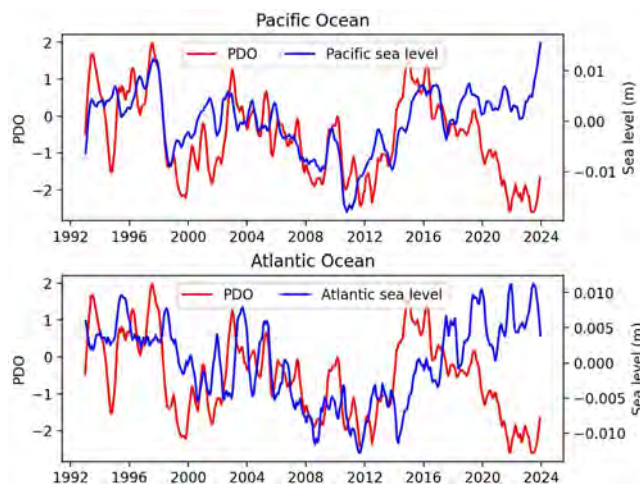 Pacific Ocean
PDO Pacific sea level
2
1
0
−1
−2
PDO
0.01
0.00
−0.01
Sea level (m)
1992 1996 2000 2004 2008 2012 2016 2020 2024
Atlantic Ocean
PDO Atlantic sea level
2
1
0
−1
−2
PDO
0.010
0.005
0.000
−0.005
−0.010
Sea level (m)
1992 1996 2000 2004 2008 2012 2016 2020 2024